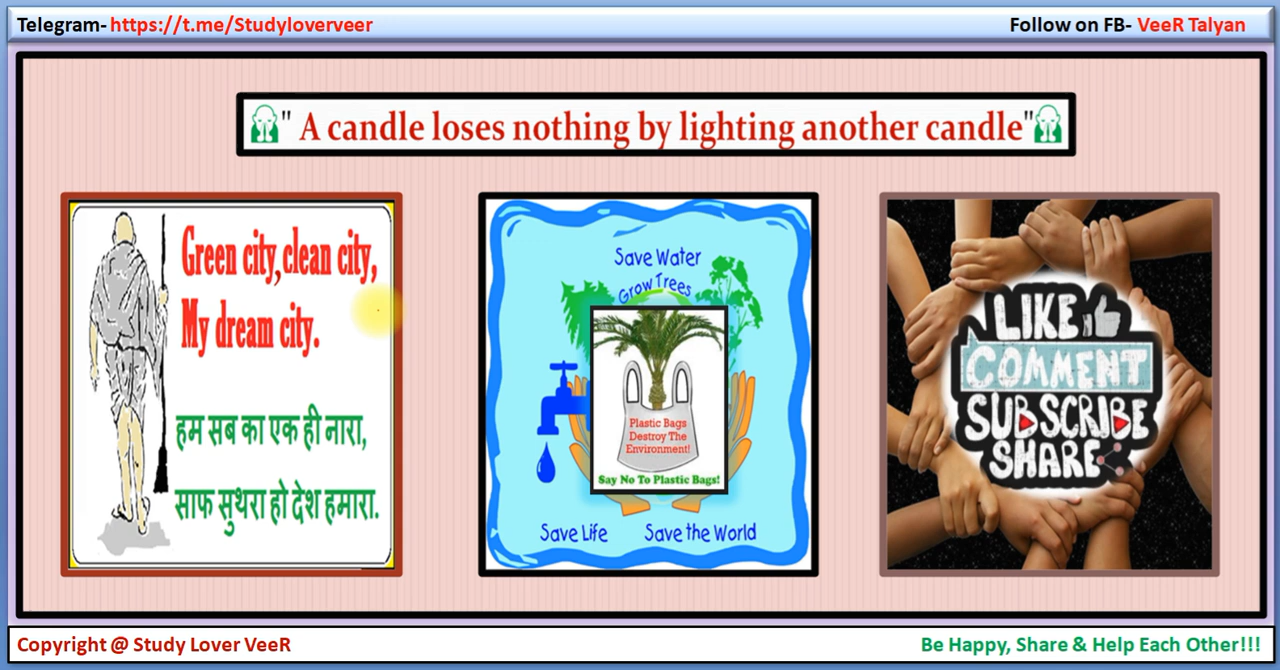 Telegram- https://t.me/Studyloverveer
Follow on FB- VeeR Talyan
" A candle loses nothing by lighting another candle"
Green city,clean city,
My dream city.
हम सब का एक ही नारा,
साफ सुथरा हो देश हमारा.
Save Water
Grow Trees
Plastic Bags
Destroy The
Environment!
Say No To Plastic Bags!
Save Life
Save the World
LIKE
COMMENT
SUBSCRIBE
SHARE
Copyright @ Study Lover VeeR
Be Happy, Share & Help Each Other!!!